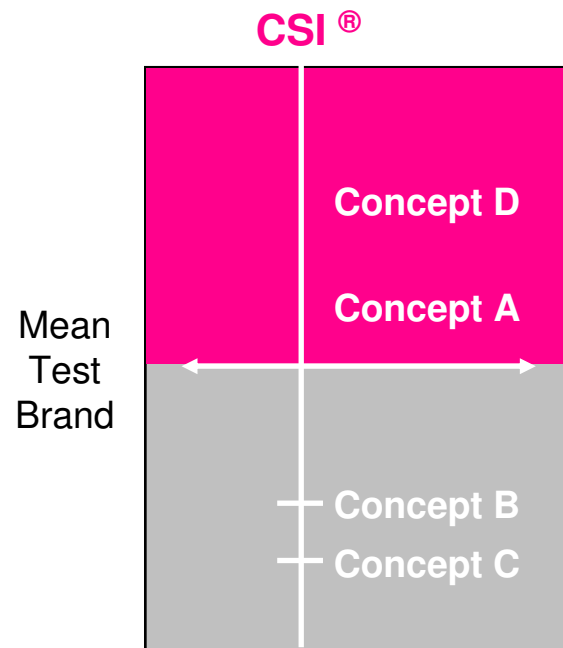 CSI ®
Concept D
Concept A
Mean
Test
Brand
Concept B
Concept C